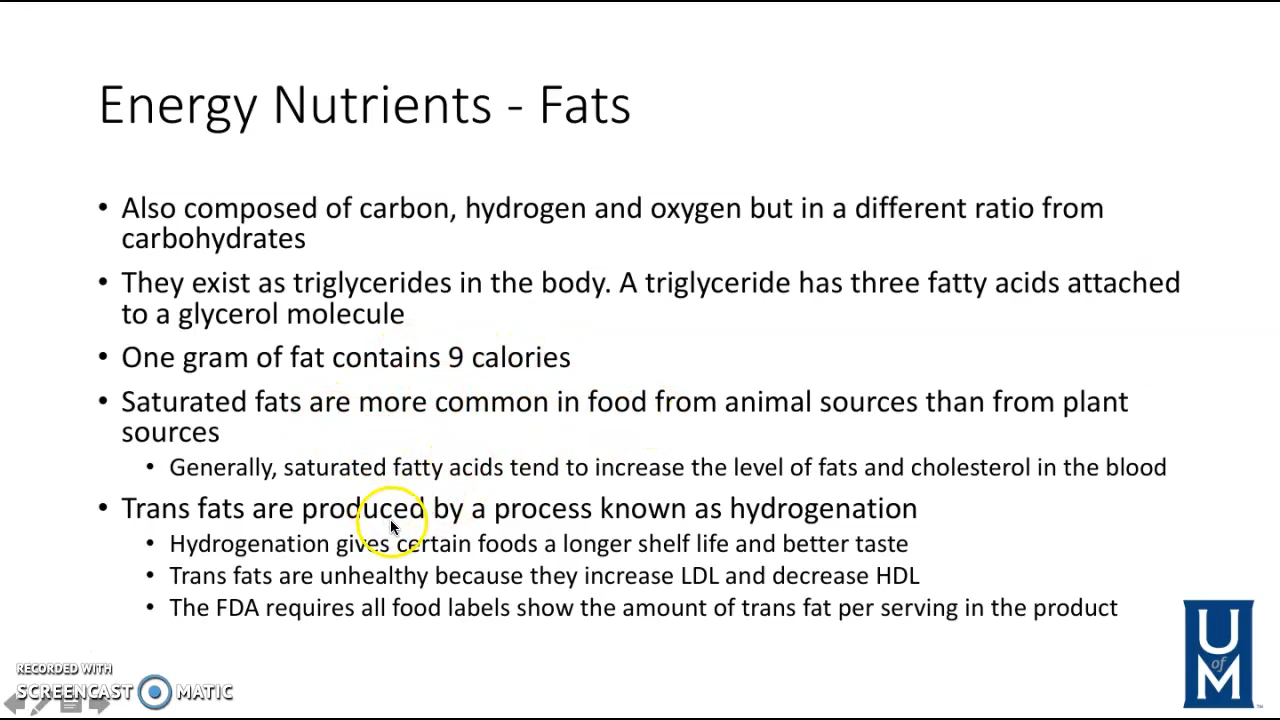 Energy Nutrients - Fats
• Also composed of carbon, hydrogen and oxygen but in a different ratio from
carbohydrates
• They exist as triglycerides in the body. A triglyceride has three fatty acids attached
to a glycerol molecule
• One gram of fat contains 9 calories
• Saturated fats are more common in food from animal sources than from plant
sources
• Generally, saturated fatty acids tend to increase the level of fats and cholesterol in the blood
• Trans fats are produced by a process known as hydrogenation
• Hydrogenation gives certain foods a longer shelf life and better taste
• Trans fats are unhealthy because they increase LDL and decrease HDL
• The FDA requires all food labels show the amount of trans fat per serving in the product
U
of
M
TM
RECORDED WITH
SCREENCAST MATIC